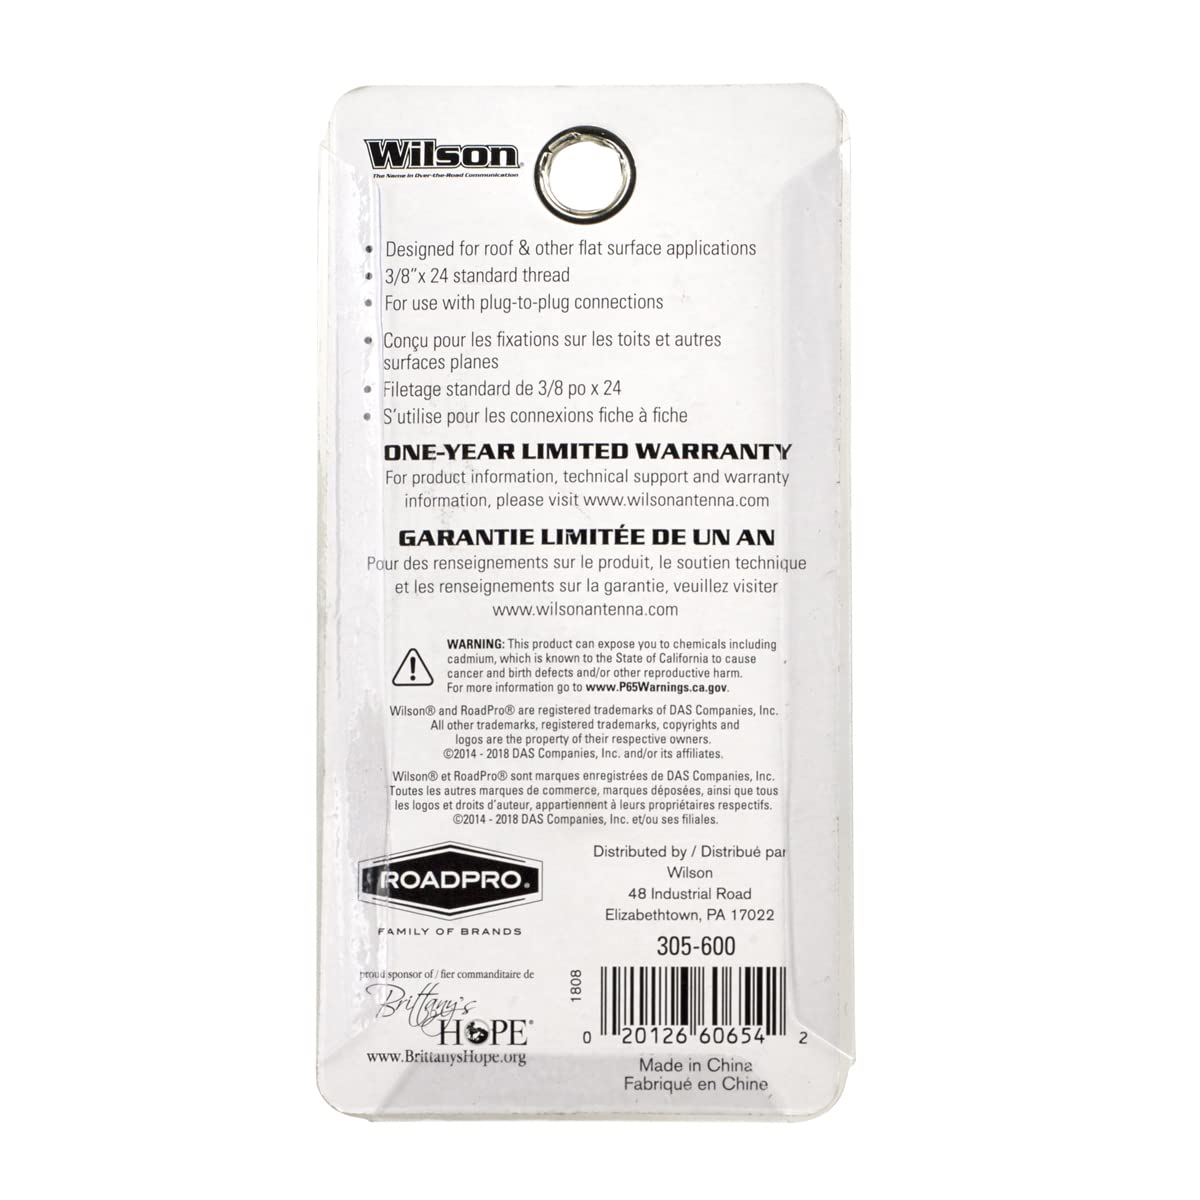 Wilson®
The Name in Over-the-Road Communication
• Designed for roof & other flat surface applications
• 3/8"x 24 standard thread
• For use with plug-to-plug connections
• Conçu pour les fixations sur les toits et autres
surfaces planes
• Filetage standard de 3/8 po x 24
• S'utilise pour les connexions fiche à fiche
ONE-YEAR LIMITED WARRANTY
For product information, technical support and warranty
information, please visit www.wilsonantenna.com
GARANTIE LIMITÉE DE UN AN
Pour des renseignements sur le produit, le soutien technique
et les renseignements sur la garantie, veuillez visiter
www.wilsonantenna.com
WARNING: This product can expose you to chemicals including
cadmium, which is known to the State of California to cause
cancer and birth defects and/or other reproductive harm.
For more information go to www.P65Warnings.ca.gov.
Wilson® and RoadPro® are registered trademarks of DAS Companies, Inc.
All other trademarks, registered trademarks, copyrights and
logos are the property of their respective owners.
©2014 - 2018 DAS Companies, Inc. and/or its affiliates.
Wilson® et RoadPro® sont marques enregistrées de DAS Companies, Inc.
Toutes les autres marques de commerce, marques déposées, ainsi que tous
les logos et droits d'auteur, appartiennent à leurs propriétaires respectifs.
©2014 - 2018 DAS Companies, Inc. et/ou ses filiales.
ROADPRO®
FAMILY OF BRANDS
proud sponsor of / fier commanditaire de
Brittany's
HOPE®
www.BrittanysHope.org
Distributed by / Distribué par
Wilson
48 Industrial Road
Elizabethtown, PA 17022
305-600
1808
0 20126 60654 2
Made in China
Fabriqué en Chine